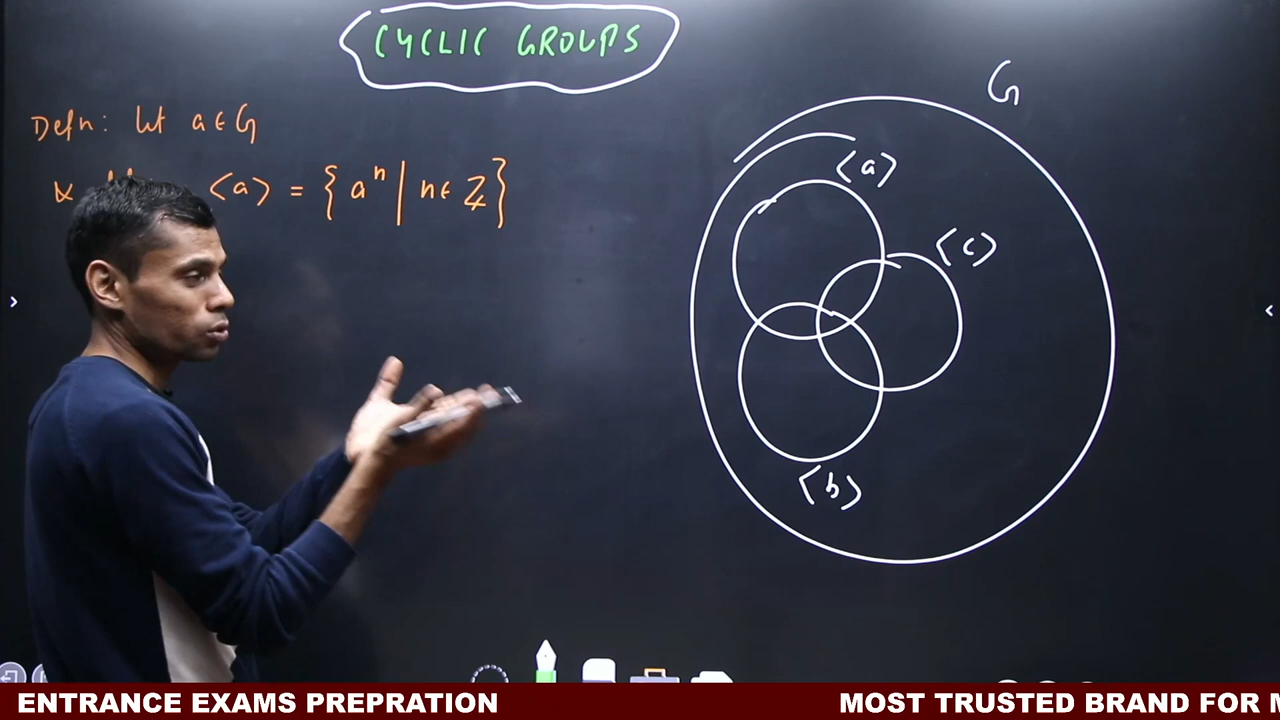 CYCLIC GROUPS
G
Defn: let a ∈ G
<a> = { aⁿ | n ∈ ℤ }
<a>
<c>
<b>
ENTRANCE EXAMS PREPRATION
MOST TRUSTED BRAND FOR